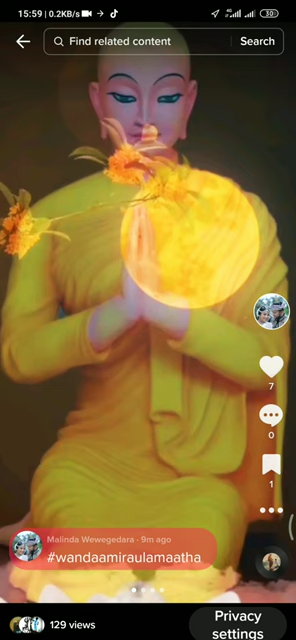 15:59 | 0.2KB/s
4G
30
Find related content
Search
7
0
1
Malinda Wewegedara · 9m ago
#wandaamiraulamaatha
129 views
Privacy settings